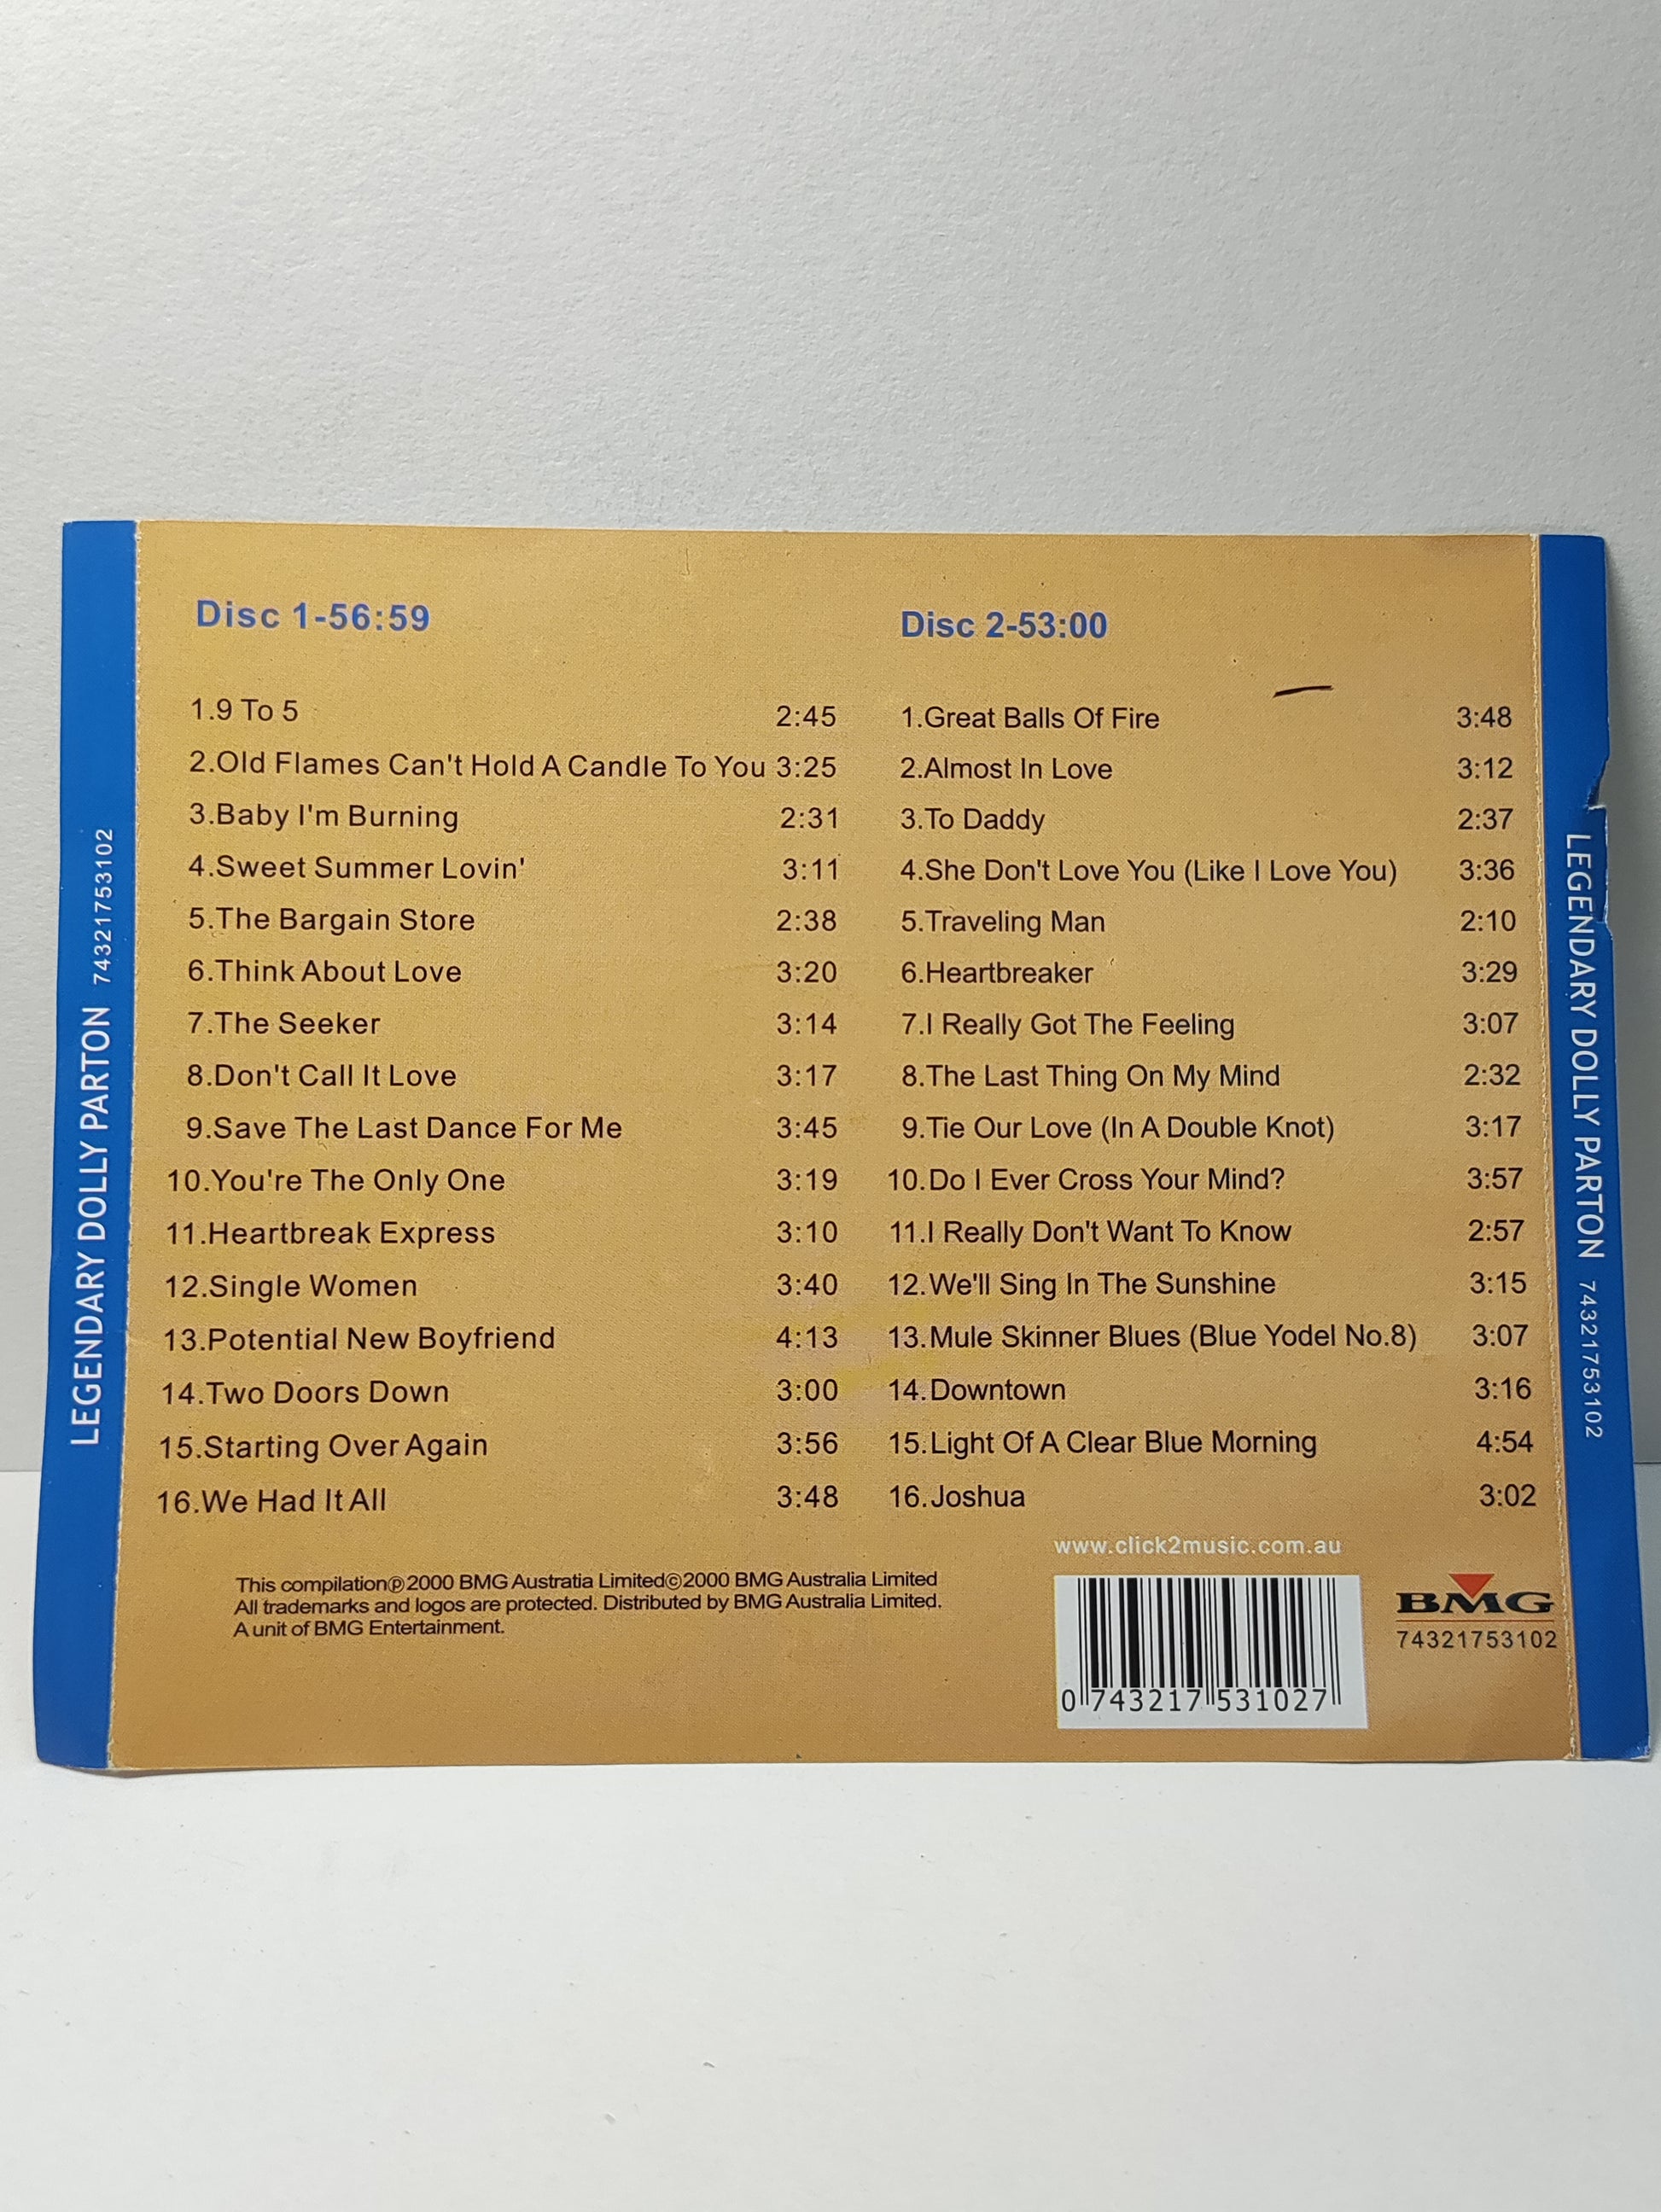 LEGENDARY DOLLY PARTON 74321753102
Disc 1-56:59
1.9 To 5 2:45
2.Old Flames Can't Hold A Candle To You 3:25
3.Baby I'm Burning 2:31
4.Sweet Summer Lovin' 3:11
5.The Bargain Store 2:38
6.Think About Love 3:20
7.The Seeker 3:14
8.Don't Call It Love 3:17
9.Save The Last Dance For Me 3:45
10.You're The Only One 3:19
11.Heartbreak Express 3:10
12.Single Women 3:40
13.Potential New Boyfriend 4:13
14.Two Doors Down 3:00
15.Starting Over Again 3:56
16.We Had It All 3:48
Disc 2-53:00
1.Great Balls Of Fire 3:48
2.Almost In Love 3:12
3.To Daddy 2:37
4.She Don't Love You (Like I Love You) 3:36
5.Traveling Man 2:10
6.Heartbreaker 3:29
7.I Really Got The Feeling 3:07
8.The Last Thing On My Mind 2:32
9.Tie Our Love (In A Double Knot) 3:17
10.Do I Ever Cross Your Mind? 3:57
11.I Really Don't Want To Know 2:57
12.We'll Sing In The Sunshine 3:15
13.Mule Skinner Blues (Blue Yodel No.8) 3:07
14.Downtown 3:16
15.Light Of A Clear Blue Morning 4:54
16.Joshua 3:02
This compilation℗2000 BMG Austratia Limited©2000 BMG Australia Limited
All trademarks and logos are protected. Distributed by BMG Australia Limited.
A unit of BMG Entertainment.
www.click2music.com.au
0 743217 531027
BMG
74321753102
LEGENDARY DOLLY PARTON 74321753102